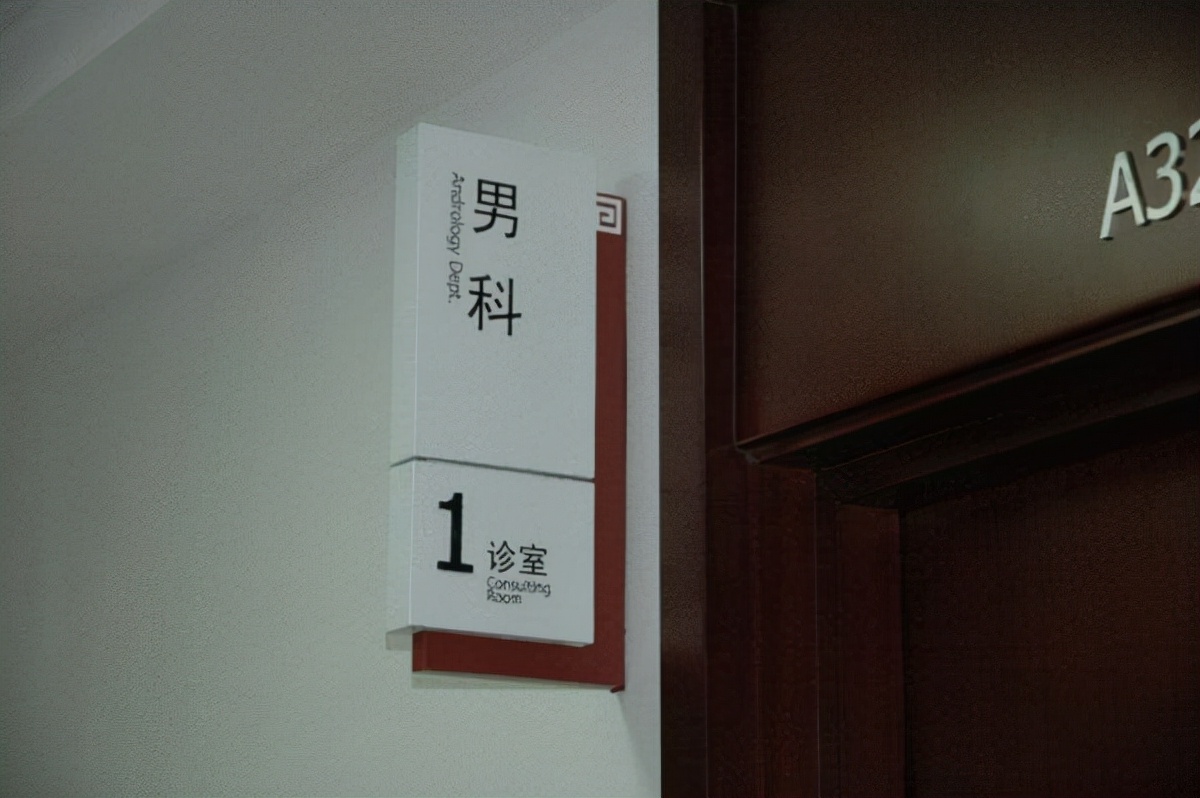 男科
Andrology Dept.
1 诊室
Consulting
Room
A32